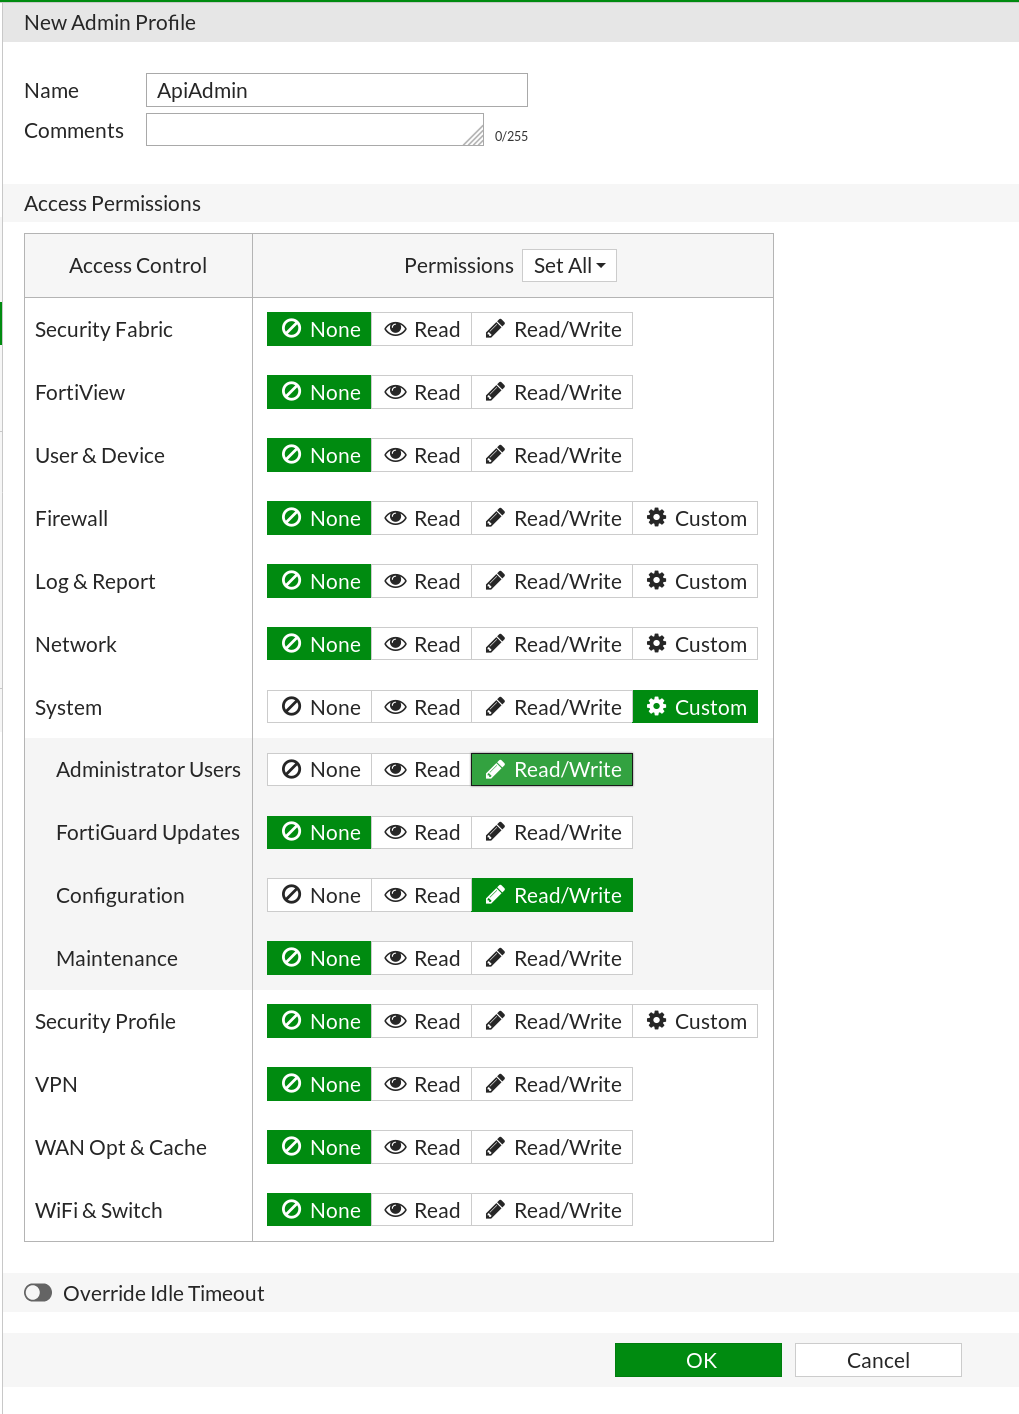 New Admin Profile
Name ApiAdmin
Comments 0/255
Access Permissions
Access Control Permissions Set All
Security Fabric None Read Read/Write
FortiView None Read Read/Write
User & Device None Read Read/Write
Firewall None Read Read/Write Custom
Log & Report None Read Read/Write Custom
Network None Read Read/Write Custom
System None Read Read/Write Custom
Administrator Users None Read Read/Write
FortiGuard Updates None Read Read/Write
Configuration None Read Read/Write
Maintenance None Read Read/Write
Security Profile None Read Read/Write Custom
VPN None Read Read/Write
WAN Opt & Cache None Read Read/Write
WiFi & Switch None Read Read/Write
Override Idle Timeout
OK Cancel